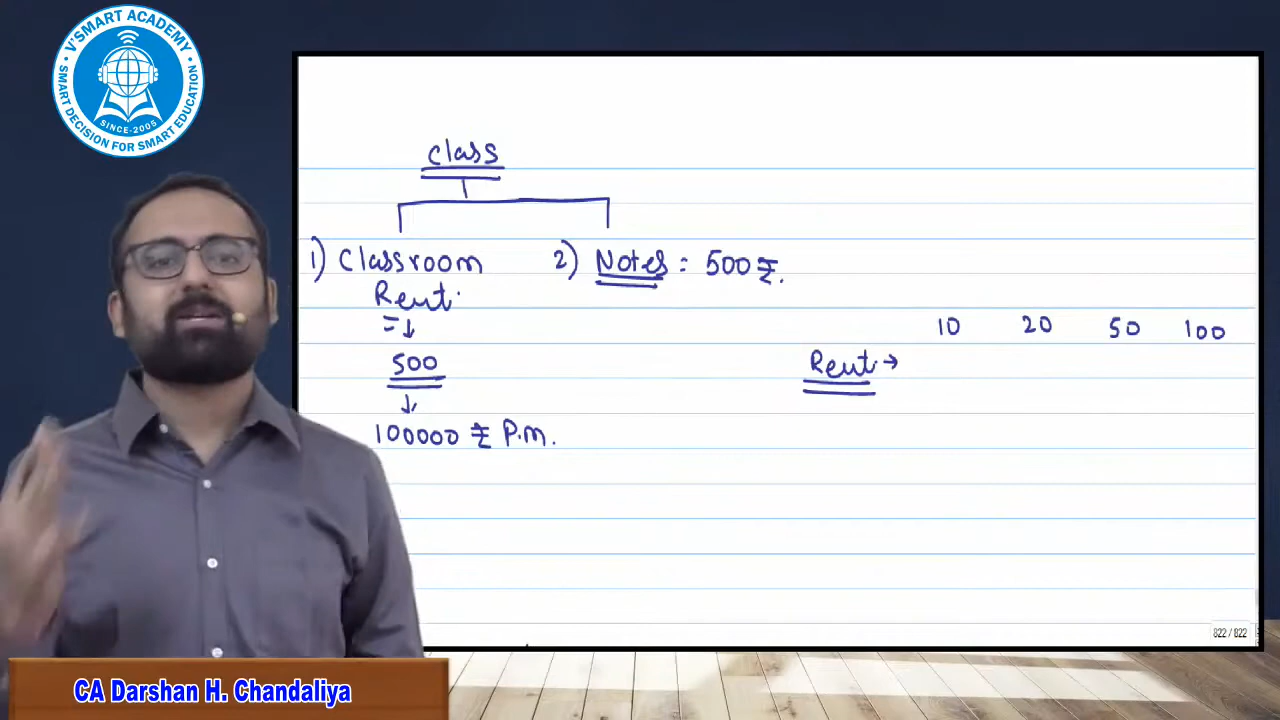 V'SMART ACADEMY
SINCE-2005
SMART DECISION FOR SMART EDUCATION
Class
1) Classroom
Rent
500
100000 ₹ P.m.
2) Notes : 500 ₹.
10 20 50 100
Rent →
822 / 822
CA Darshan H. Chandaliya